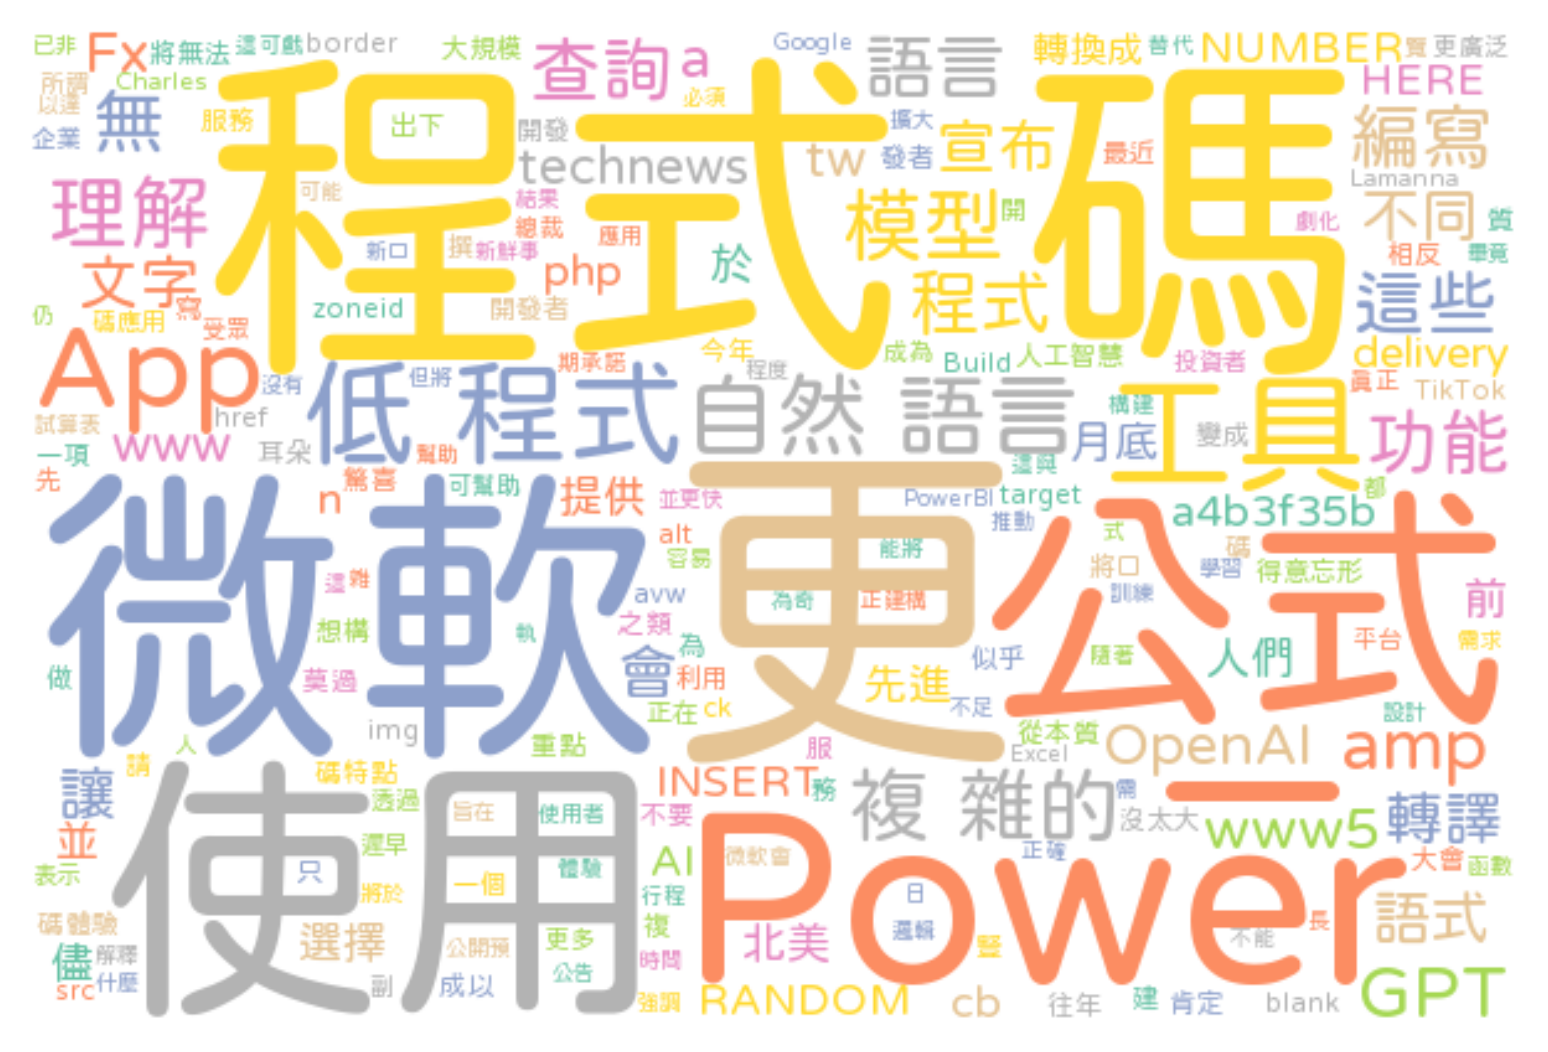 已非 Fx 將無法 這可戲 border 大規模 查詢 a Google 語言 轉換成 替代 NUMBER 覽 更廣泛
所謂 Charles 必須 HERE
以達 無 服務 程式碼 出下 開發 擴大 宣布 編寫
企業 technews tw 發者 最近 Lamanna
理解 可能 結果 模型 開 不同 質
總裁 應用 劇化
文字 新口 撰 新鮮事 php 於 相反 畢竟
寫 zoneid 開發者 程式 這些
仍 碼應用 受眾
App 期承諾 今年 程度 成為 Build 人工智慧 投資者 delivery
沒有 但將 低 程式 自然 語言 工具 真正 TikTok
試算表 href 構建
www 耳朵 月底 變成 功能
一項 幫助 這與
先 n 驚喜 可幫助 提供 並更快 PowerBI target a4b3f35b 都
微軟 更 推動 公式
alt 容易 能將 式 碼
這 雜 avw 為奇 正建構 將口 學習 得意忘形 前
訓練
想構 執 之類 為 人們 平台 需求
做 莫過 會 利用 先進 似乎 隨著
img 正在 ck 不足 設計
人 重點 服 從本質 OpenAI amp
請 碼特點 INSERT 務 Excel
讓 透過 旨在 使用者 不要 複 雜的 需 沒太大 www5 轉譯
並 使用 遲早 Power 正確 大會 函數
表示 只 將於 一個 體驗 AI 微軟會
行程 日 語式
碼 體驗 選擇 公開預 更多 複 北美 邏輯 豎 不能 長
儘 解釋 時間
src 什麼 副 成以 公告 強調 RANDOM cb 往年 建 肯定 blank GPT